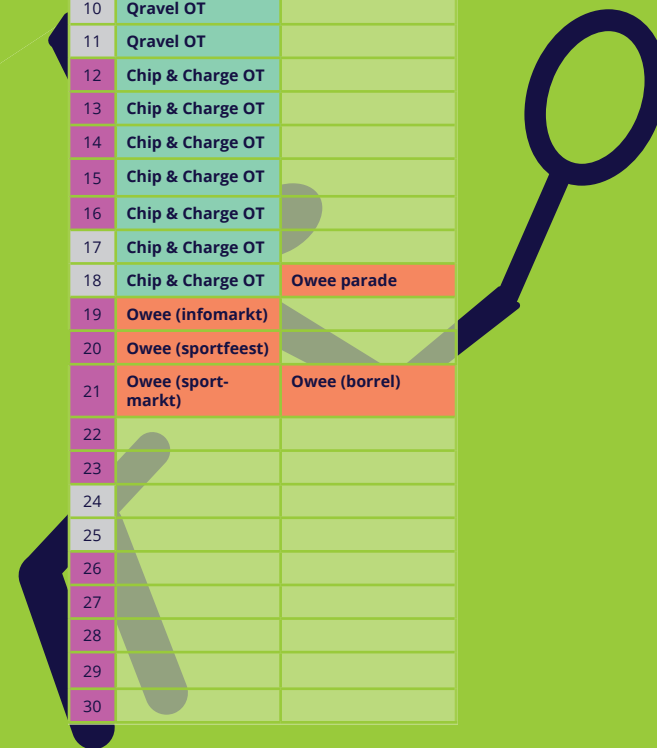 10 Qravel OT
11 Qravel OT
12 Chip & Charge OT
13 Chip & Charge OT
14 Chip & Charge OT
15 Chip & Charge OT
16 Chip & Charge OT
17 Chip & Charge OT
18 Chip & Charge OT Owee parade
19 Owee (infomarkt)
20 Owee (sportfeest)
21 Owee (sport- Owee (borrel)
markt)
22
23
24
25
26
27
28
29
30